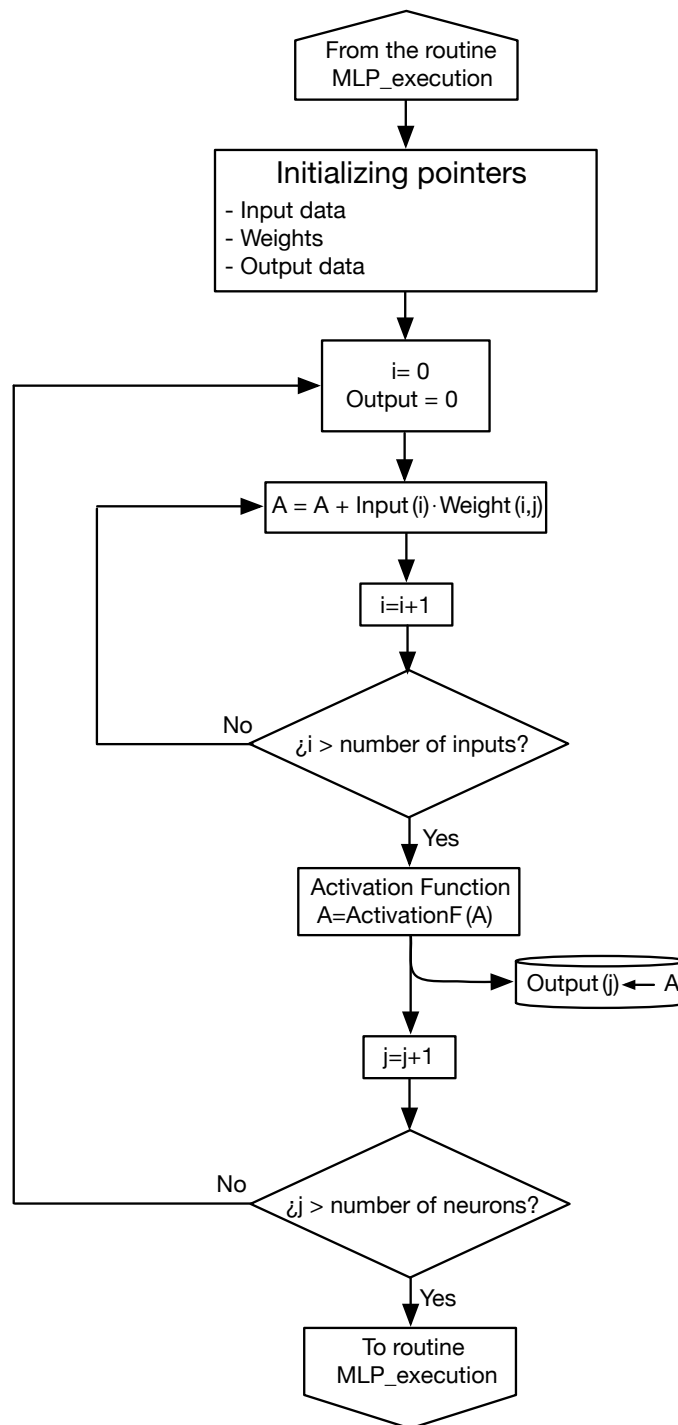 From the routine
MLP_execution
Initializing pointers
- Input data
- Weights
- Output data
i= 0
Output = 0
A = A + Input(i)·Weight(i,j)
i=i+1
No
¿i > number of inputs?
Yes
Activation Function
A=ActivationF(A)
Output(j) ← A
j=j+1
No
¿j > number of neurons?
Yes
To routine
MLP_execution